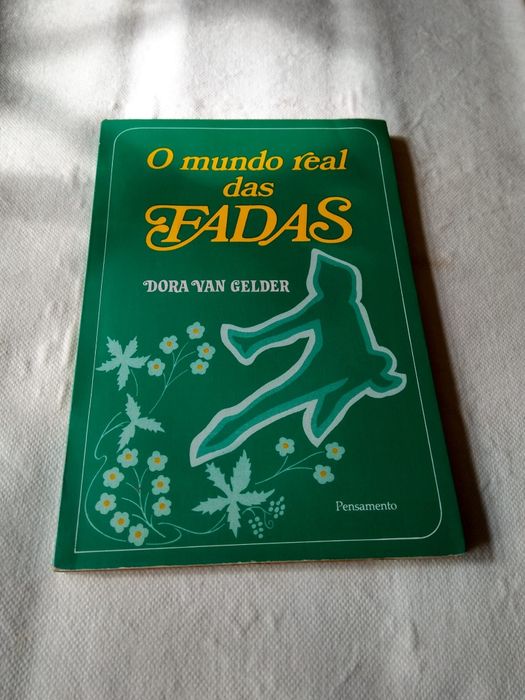 O mundo real
das
FADAS
DORA VAN GELDER
Pensamento